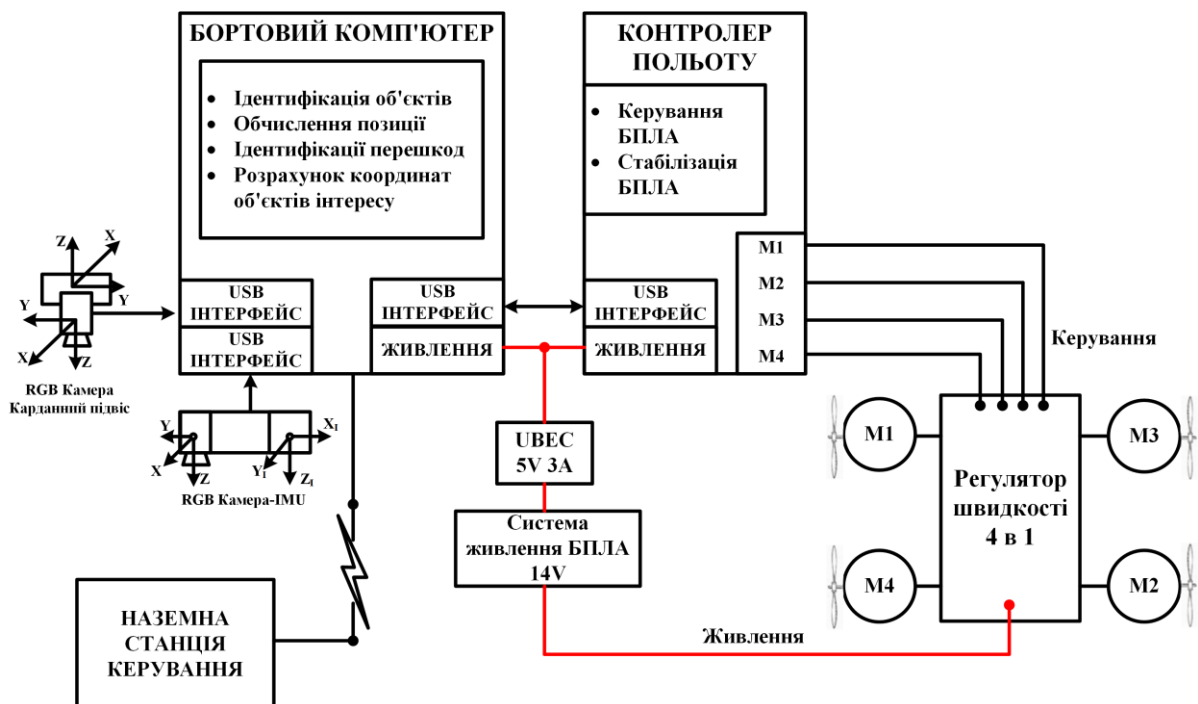 БОРТОВИЙ КОМП'ЮТЕР
Ідентифікація об'єктів
Обчислення позиції
Ідентифікації перешкод
Розрахунок координат
об'єктів інтересу
USB
ІНТЕРФЕЙС
USB
ІНТЕРФЕЙС
USB
ІНТЕРФЕЙС
ЖИВЛЕННЯ
КОНТРОЛЕР
ПОЛЬОТУ
Керування
БПЛА
Стабілізація
БПЛА
M1
M2
M3
M4
USB
ІНТЕРФЕЙС
ЖИВЛЕННЯ
Керування
Z
X
Y
Y
X
Z
RGB Камера
Карданний підвіс
Y
X
Z
X_I
Y_I
Z_I
RGB Камера-IMU
UBEC
5V 3A
Система
живлення БПЛА
14V
Живлення
M1
M3
M4
M2
Регулятор
швидкості
4 в 1
НАЗЕМНА
СТАНЦІЯ
КЕРУВАННЯ